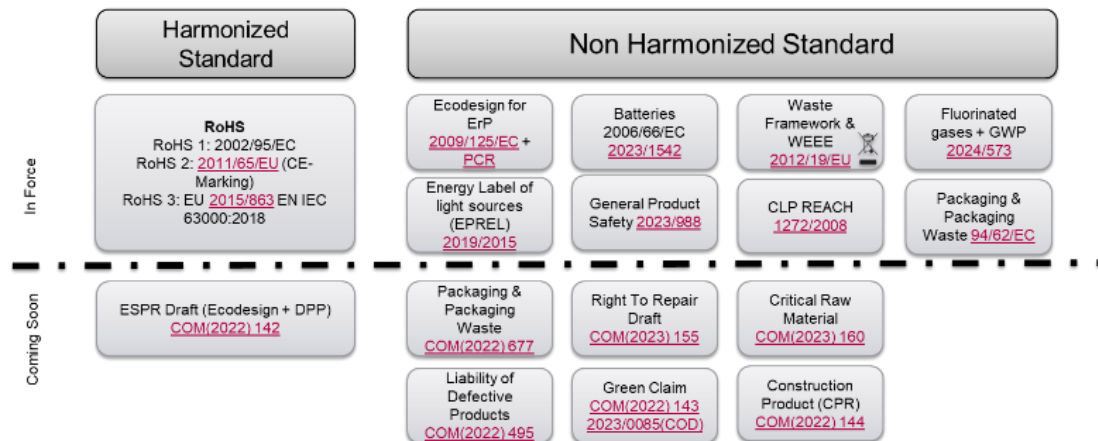 Harmonized
Standard
Non Harmonized Standard
In Force
RoHS
RoHS 1: 2002/95/EC
RoHS 2: 2011/65/EU (CE-
Marking)
RoHS 3: EU 2015/863 EN IEC
63000:2018
Ecodesign for
ErP
2009/125/EC +
PCR
Batteries
2006/66/EC
2023/1542
Waste
Framework &
WEEE
2012/19/EU
Fluorinated
gases + GWP
2024/573
Energy Label of
light sources
(EPREL)
2019/2015
General Product
Safety 2023/988
CLP REACH
1272/2008
Packaging &
Packaging
Waste 94/62/EC
Coming Soon
ESPR Draft (Ecodesign + DPP)
COM(2022) 142
Packaging &
Packaging
Waste
COM(2022) 677
Right To Repair
Draft
COM(2023) 155
Critical Raw
Material
COM(2023) 160
Liability of
Defective
Products
COM(2022) 495
Green Claim
COM(2022) 143
2023/0085(COD)
Construction
Product (CPR)
COM(2022) 144